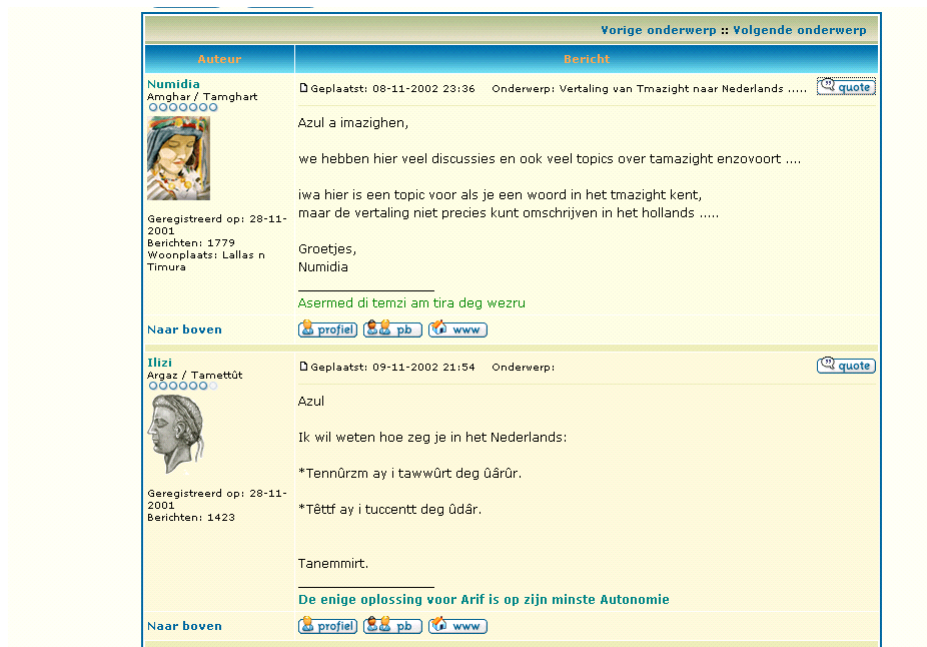 Vorige onderwerp :: Volgende onderwerp
Auteur
Bericht
Numidia
Amghar / Tamghart
Geregistreerd op: 28-11-
2001
Berichten: 1779
Woonplaats: Lallas n
Timura
Geplaatst: 08-11-2002 23:36 Onderwerp: Vertaling van Tmazight naar Nederlands .....
quote
Azul a imazighen,
we hebben hier veel discussies en ook veel topics over tamazight enzovoort ....
iwa hier is een topic voor als je een woord in het tmazight kent,
maar de vertaling niet precies kunt omschrijven in het hollands .....
Groetjes,
Numidia
Asermed di temzi am tira deg wezru
Naar boven
profiel pb www
Ilizi
Argaz / Tamettût
Geregistreerd op: 28-11-
2001
Berichten: 1423
Geplaatst: 09-11-2002 21:54 Onderwerp:
quote
Azul
Ik wil weten hoe zeg je in het Nederlands:
*Tennûrzm ay i tawwûrt deg ûârûr.
*Têttf ay i tuccentt deg ûdâr.
Tanemmirt.
De enige oplossing voor Arif is op zijn minste Autonomie
Naar boven
profiel pb www